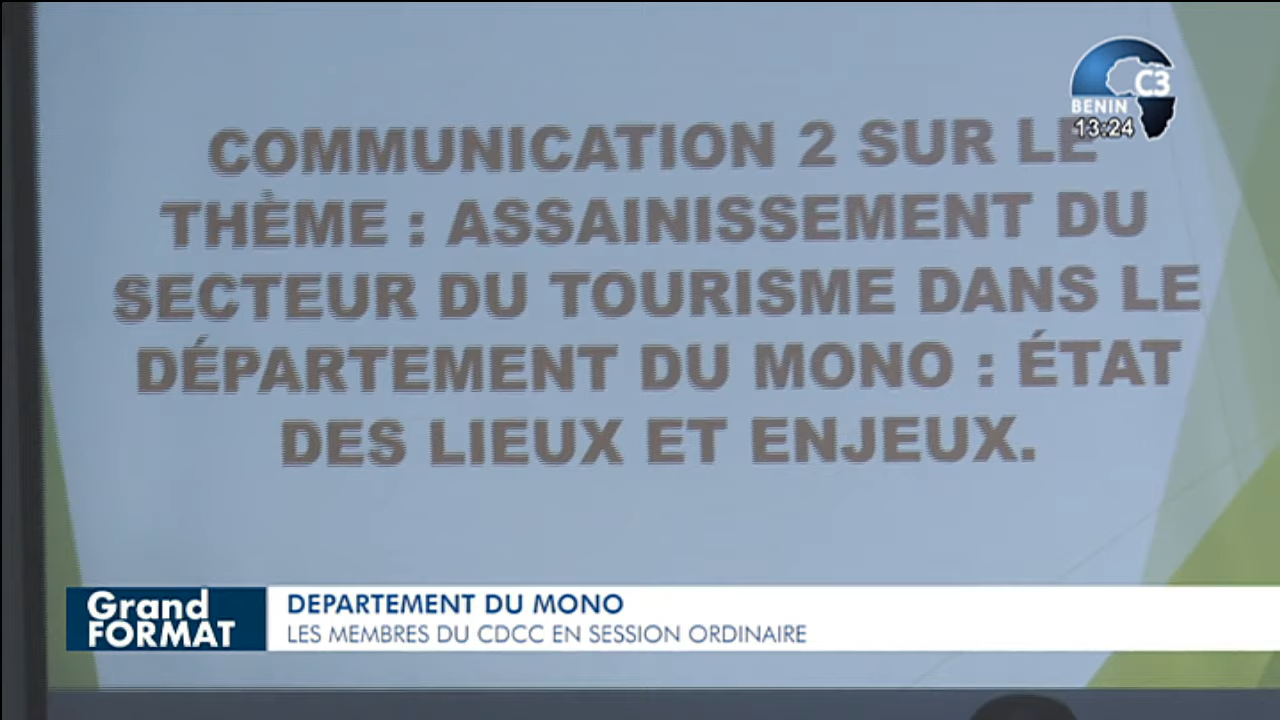 C3
BENIN
13:24
COMMUNICATION 2 SUR LE
THÈME : ASSAINISSEMENT DU
SECTEUR DU TOURISME DANS LE
DÉPARTEMENT DU MONO : ÉTAT
DES LIEUX ET ENJEUX.
Grand
FORMAT
DEPARTEMENT DU MONO
LES MEMBRES DU CDCC EN SESSION ORDINAIRE